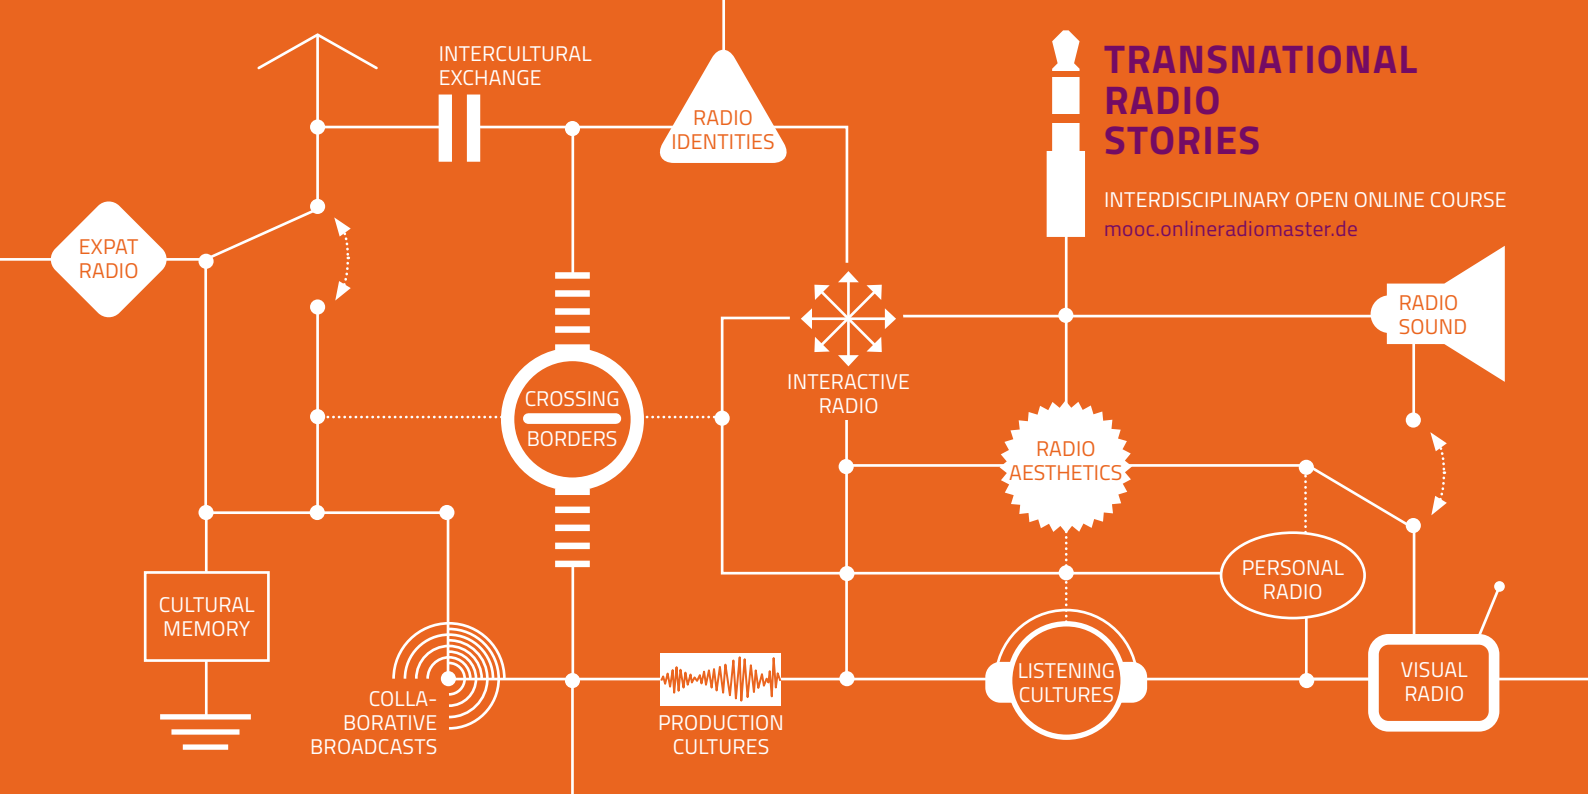 INTERCULTURAL
EXCHANGE
RADIO
IDENTITIES
TRANSNATIONAL
RADIO
STORIES
INTERDISCIPLINARY OPEN ONLINE COURSE
mooc.onlineradiomaster.de
EXPAT
RADIO
RADIO
SOUND
CROSSING
BORDERS
INTERACTIVE
RADIO
RADIO
AESTHETICS
PERSONAL
RADIO
CULTURAL
MEMORY
COLLA-
BORATIVE
BROADCASTS
PRODUCTION
CULTURES
LISTENING
CULTURES
VISUAL
RADIO